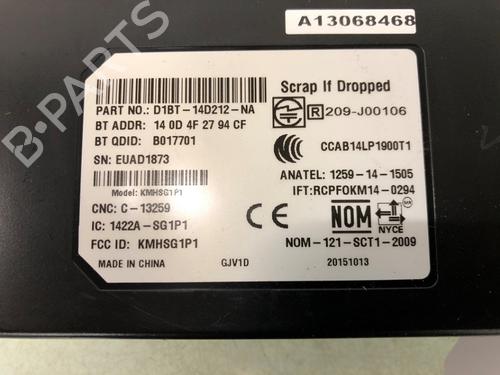 A13068468
Scrap If Dropped
R 209-J00106
PART NO.: D1BT-14D212-NA
BT ADDR: 14 0D 4F 27 94 CF
BT QDID: B017701
SN: EUAD1873
Model: KMHSG1P1
CNC: C-13259
IC: 1422A-SG1P1
FCC ID: KMHSG1P1
MADE IN CHINA
GJV1D
CCAB14LP1900T1
ANATEL: 1259-14-1505
IFT:RCPFOKM14-0294
CE
NOM
NYCE
NOM-121-SCT1-2009
20151013
B-PARTS